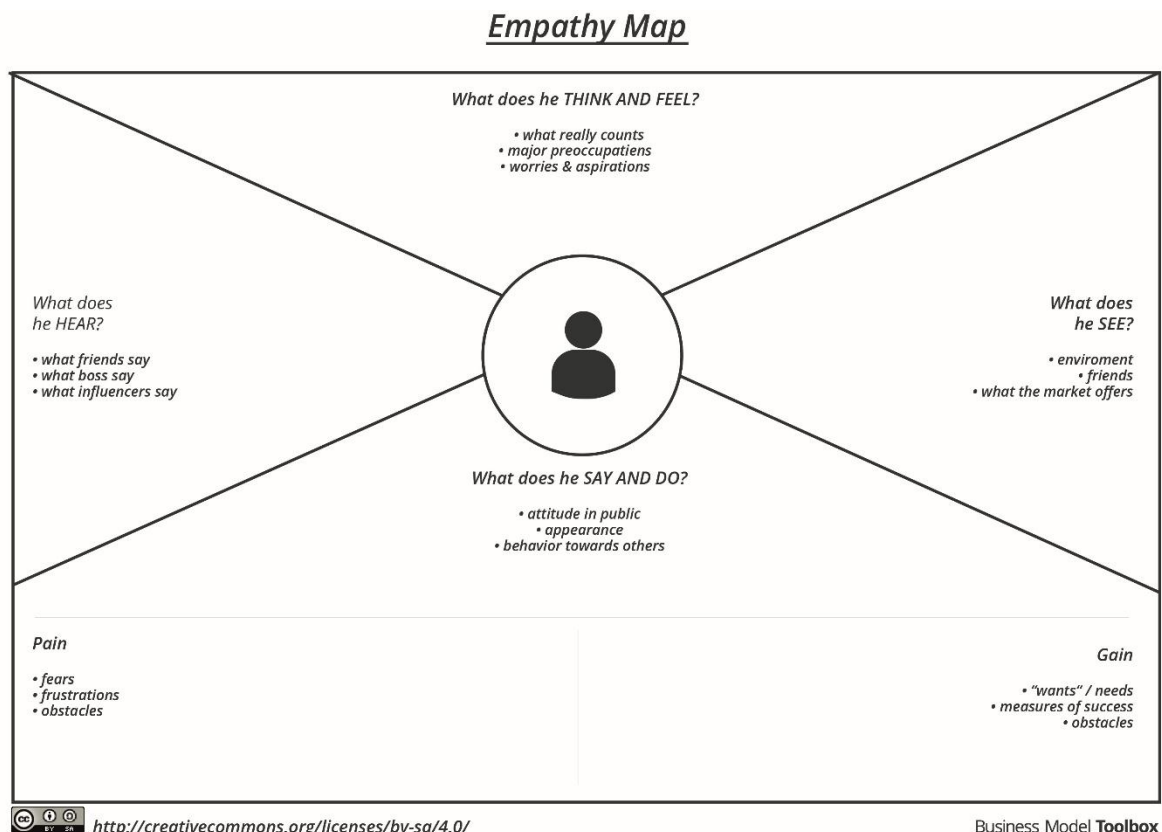 Empathy Map
What does he THINK AND FEEL?
• what really counts
• major preoccupatiens
• worries & aspirations
What does
he HEAR?
• what friends say
• what boss say
• what influencers say
What does
he SEE?
• enviroment
• friends
• what the market offers
What does he SAY AND DO?
• attitude in public
• appearance
• behavior towards others
Pain
• fears
• frustrations
• obstacles
Gain
• “wants“ / needs
• measures of success
• obstacles
cc BY SA http://creativecommons.org/licenses/by-sa/4.0/
Business Model Toolbox